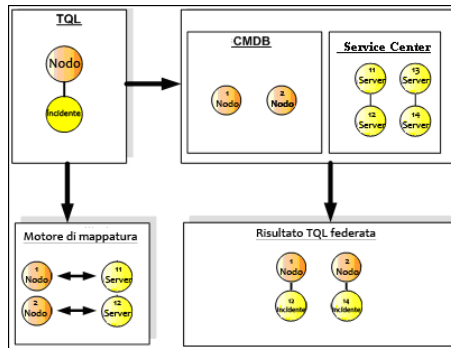 TQL
Nodo
Incidente
CMDB
1
Nodo
2
Nodo
Service Center
11
Server
13
Server
12
Server
14
Server
Motore di mappatura
1
Nodo
11
Server
2
Nodo
12
Server
Risultato TQL federata
1
Nodo
2
Nodo
12
Incidente
14
Incidente